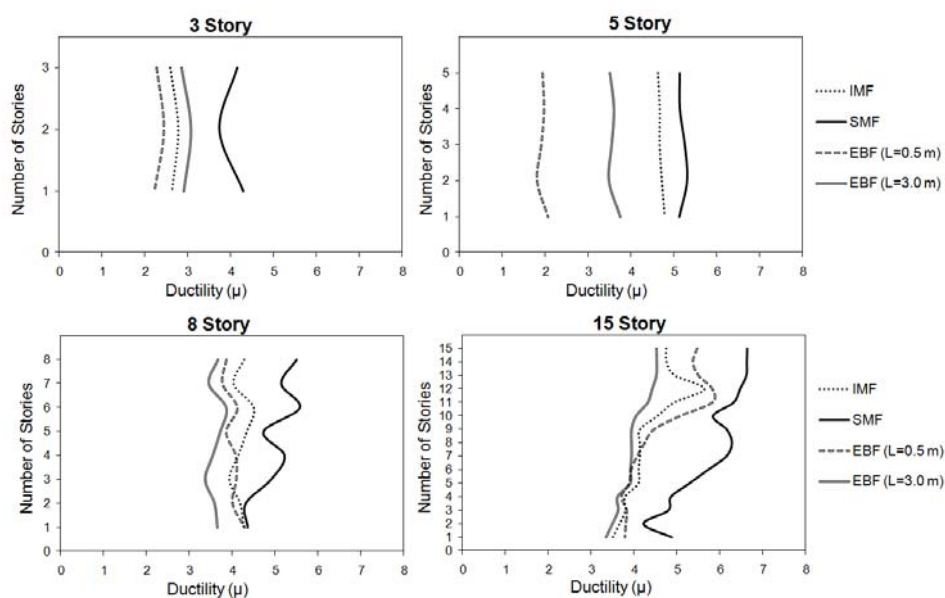 3 Story
Number of Stories
3
2
1
0
0 1 2 3 4 5 6 7 8
Ductility (μ)
5 Story
Number of Stories
5
4
3
2
1
0
0 1 2 3 4 5 6 7 8
Ductility (μ)
IMF
SMF
EBF (L=0.5 m)
EBF (L=3.0 m)
8 Story
Number of Stories
8
7
6
5
4
3
2
1
0
0 1 2 3 4 5 6 7 8
Ductility (μ)
15 Story
Number of Stories
15
14
13
12
11
10
9
8
7
6
5
4
3
2
1
0
0 1 2 3 4 5 6 7 8
Ductility (μ)
IMF
SMF
EBF (L=0.5 m)
EBF (L=3.0 m)